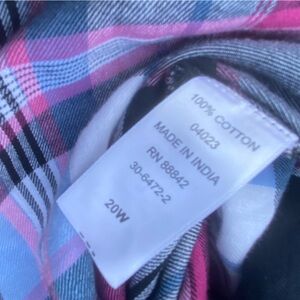 100% COTTON
04023
MADE IN INDIA
RN 88842
30-6472-2
20W